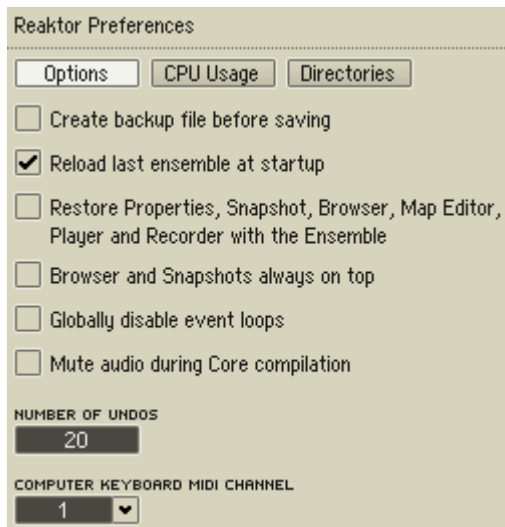 Reaktor Preferences
Options CPU Usage Directories
Create backup file before saving
Reload last ensemble at startup
Restore Properties, Snapshot, Browser, Map Editor,
Player and Recorder with the Ensemble
Browser and Snapshots always on top
Globally disable event loops
Mute audio during Core compilation
NUMBER OF UNDOS
20
COMPUTER KEYBOARD MIDI CHANNEL
1